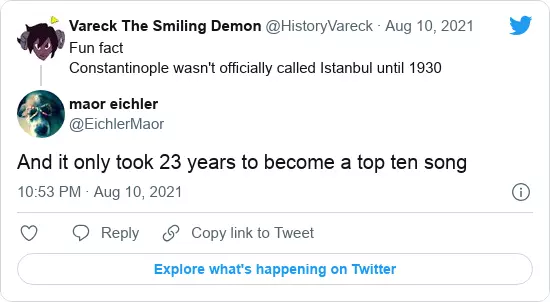 Vareck The Smiling Demon @HistoryVareck · Aug 10, 2021
Fun fact
Constantinople wasn't officially called Istanbul until 1930
maor eichler
@EichlerMaor
And it only took 23 years to become a top ten song
10:53 PM · Aug 10, 2021
Reply
Copy link to Tweet
Explore what's happening on Twitter